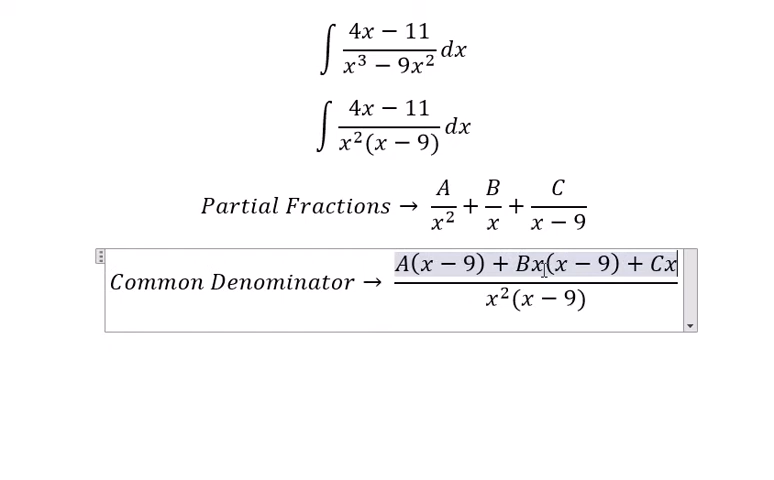 ∫ (4x − 11)/(x³ − 9x²) dx
∫ (4x − 11)/(x²(x − 9)) dx
Partial Fractions → A/x² + B/x + C/(x − 9)
Common Denominator → (A(x − 9) + Bx(x − 9) + Cx)/(x²(x − 9))